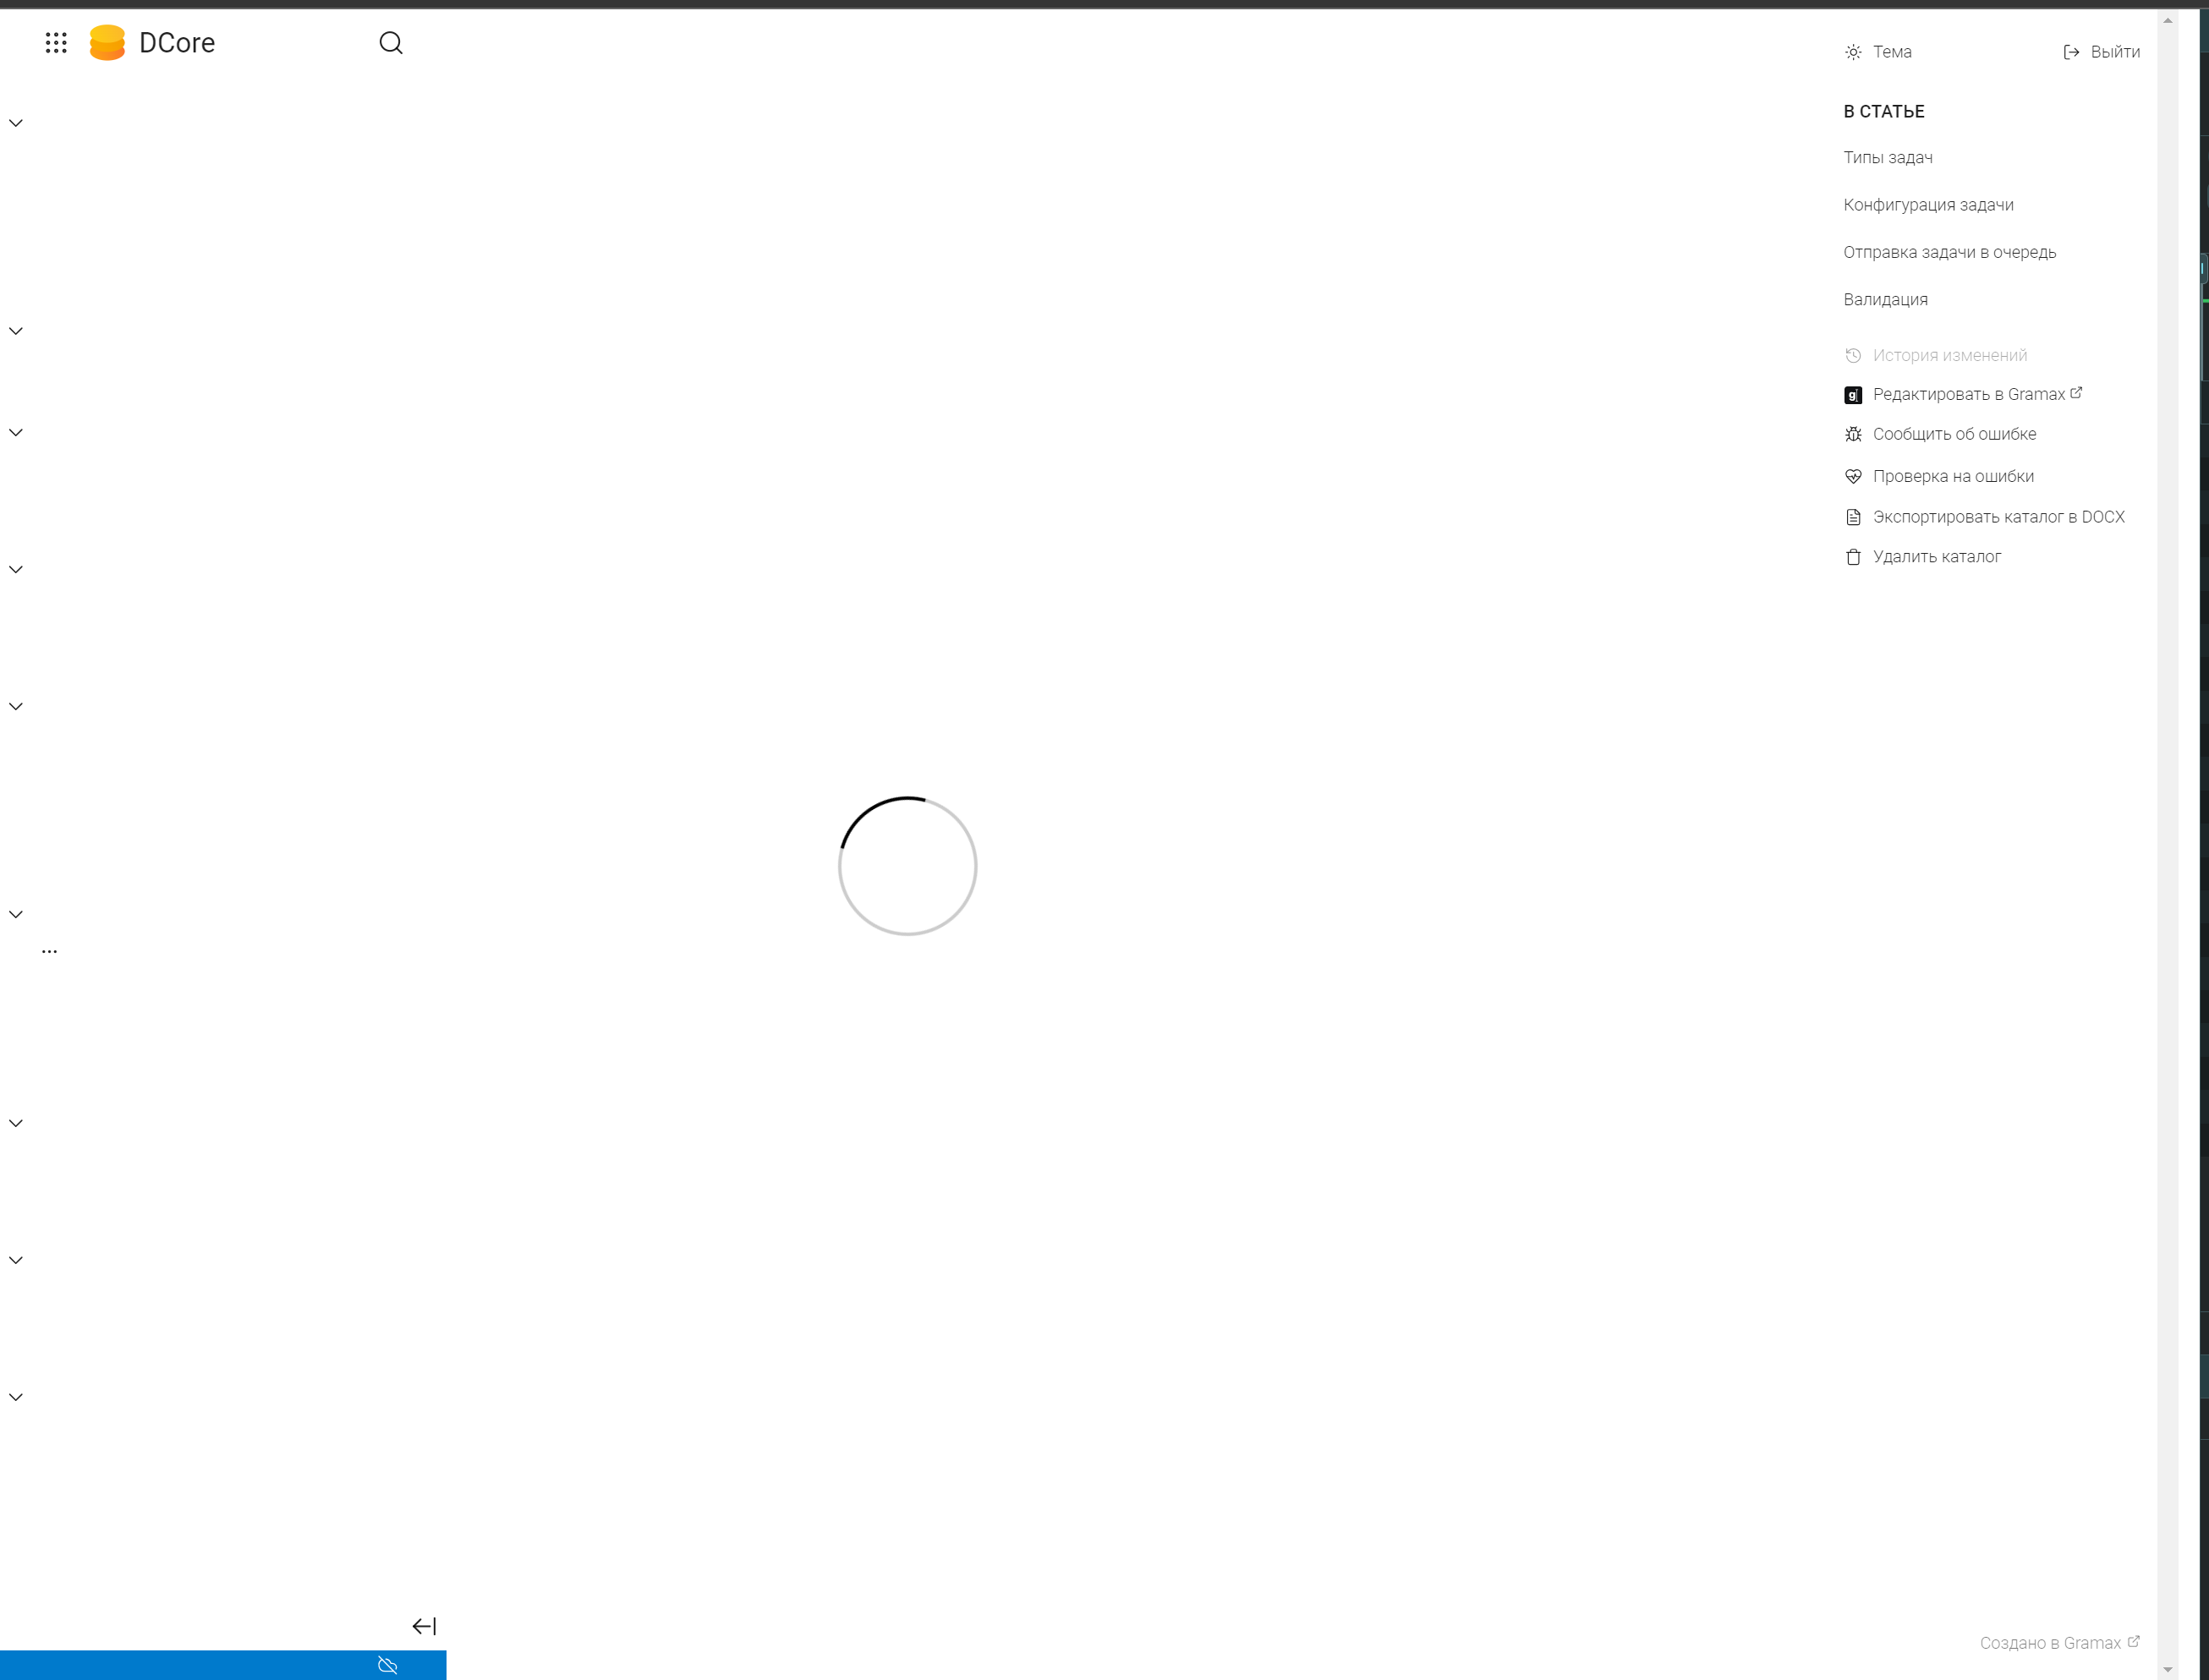 DCore
Тема
Выйти
В СТАТЬЕ
Типы задач
Конфигурация задачи
Отправка задачи в очередь
Валидация
История изменений
Редактировать в Gramax
Сообщить об ошибке
Проверка на ошибки
Экспортировать каталог в DOCX
Удалить каталог
...
Создано в Gramax